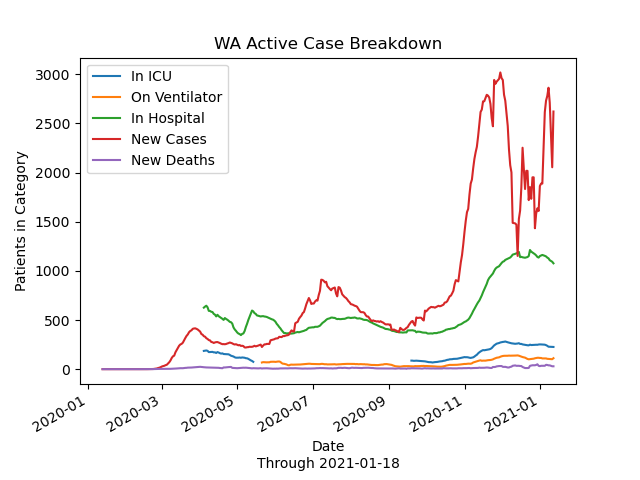 WA Active Case Breakdown
In ICU
On Ventilator
In Hospital
New Cases
New Deaths
Patients in Category
3000
2500
2000
1500
1000
500
0
2020-01
2020-03
2020-05
2020-07
2020-09
2020-11
2021-01
Date
Through 2021-01-18